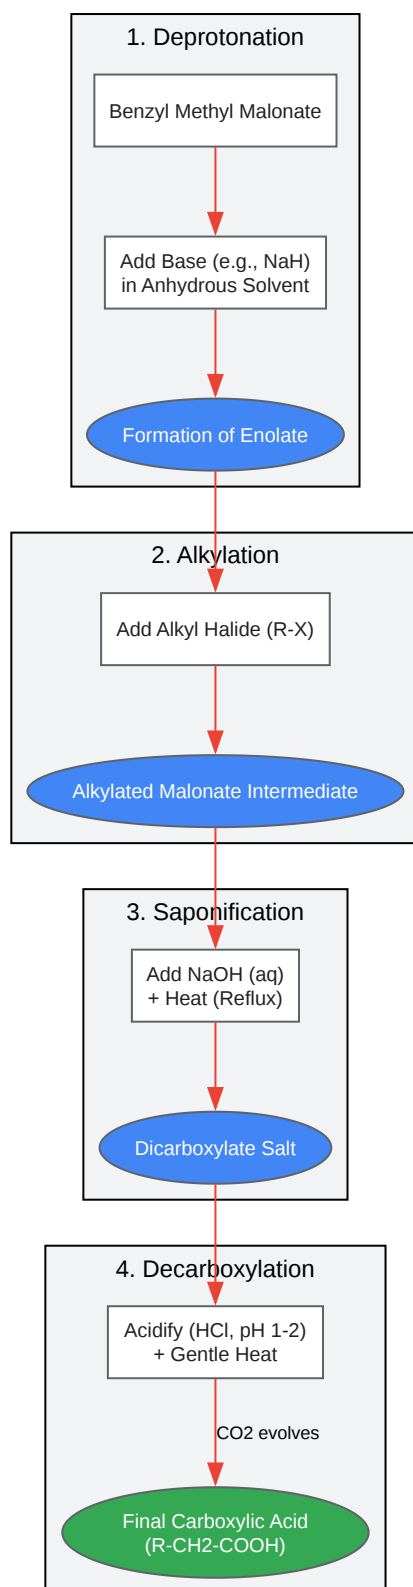 1. Deprotonation
Benzyl Methyl Malonate
Add Base (e.g., NaH)
in Anhydrous Solvent
Formation of Enolate
2. Alkylation
Add Alkyl Halide (R-X)
Alkylated Malonate Intermediate
3. Saponification
Add NaOH (aq)
+ Heat (Reflux)
Dicarboxylate Salt
4. Decarboxylation
Acidify (HCl, pH 1-2)
+ Gentle Heat
CO2 evolves
Final Carboxylic Acid
(R-CH2-COOH)